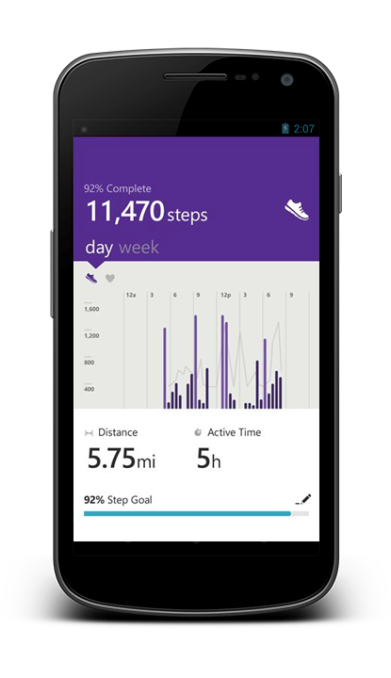 2:07
92% Complete
11,470 steps
day week
12a 3 6 9 12p 3 6 9
1,600
1,200
800
400
Distance Active Time
5.75mi 5h
92% Step Goal